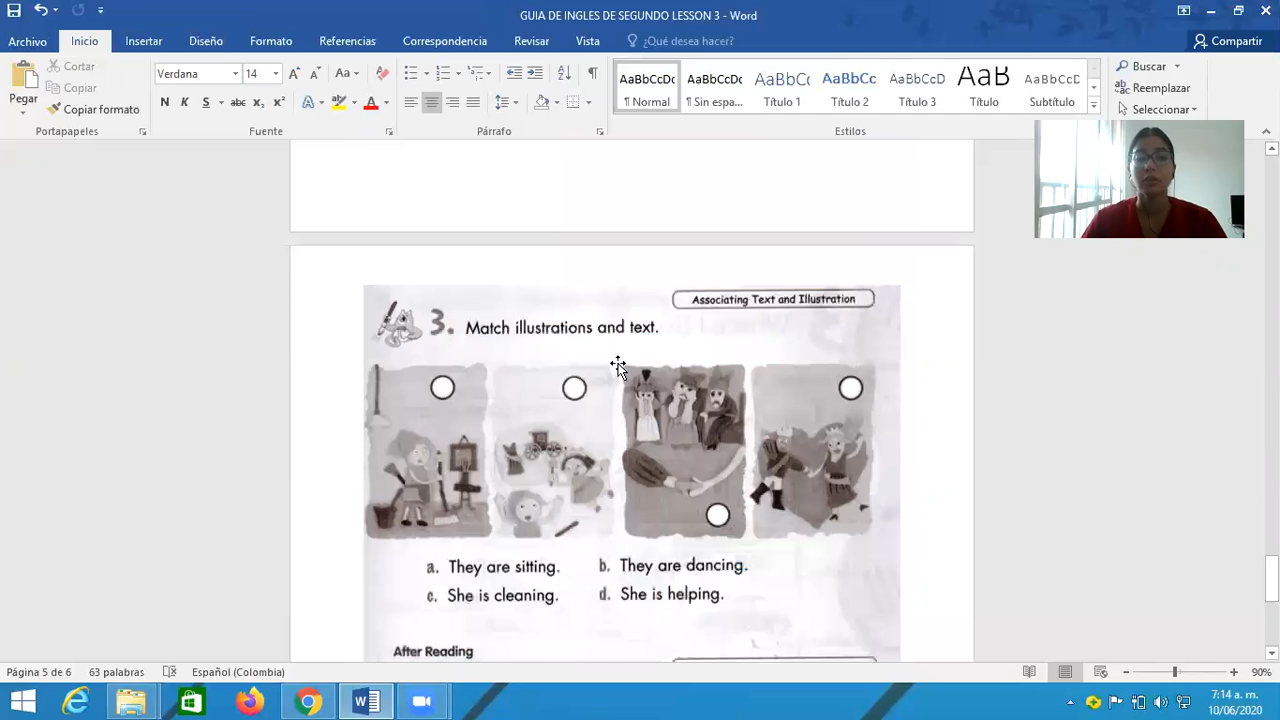 GUIA DE INGLES DE SEGUNDO LESSON 3 - Word
Archivo Inicio Insertar Diseño Formato Referencias Correspondencia Revisar Vista ¿Qué desea hacer? Compartir
Pegar
Cortar
Copiar
Copiar formato
Portapapeles
Verdana 14
Aa
N K S abc x₂ x²
A A
Fuente
Párrafo
AaBbCcDc AaBbCcDc AaBbCc AaBbCc AaBbCcD AaB AaBbCcD
¶ Normal ¶ Sin espa... Título 1 Título 2 Título 3 Título Subtítulo
Estilos
Buscar
Reemplazar
Seleccionar
Associating Text and Illustration
3. Match illustrations and text.
a. They are sitting. b. They are dancing.
c. She is cleaning. d. She is helping.
After Reading
Página 5 de 6 63 palabras Español (Colombia) 90%
7:14 a. m.
10/06/2020